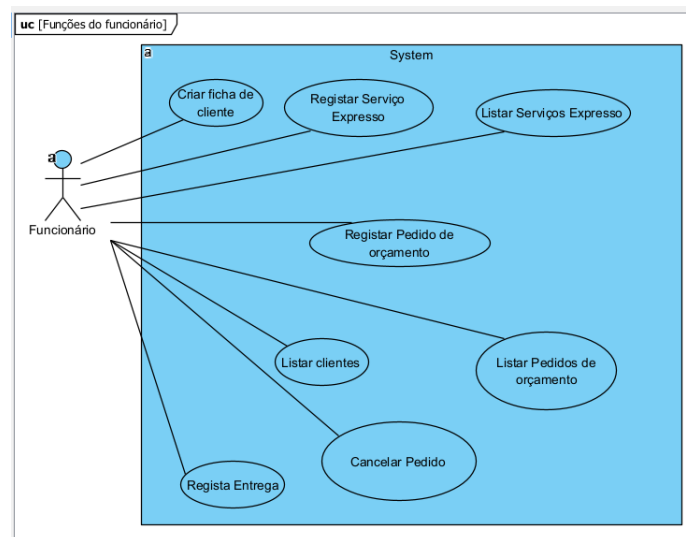 uc [Funções do funcionário]
a
System
Criar ficha de
cliente
Registar Serviço
Expresso
Listar Serviços Expresso
a
Funcionário
Registar Pedido de
orçamento
Listar clientes
Listar Pedidos de
orçamento
Cancelar Pedido
Regista Entrega